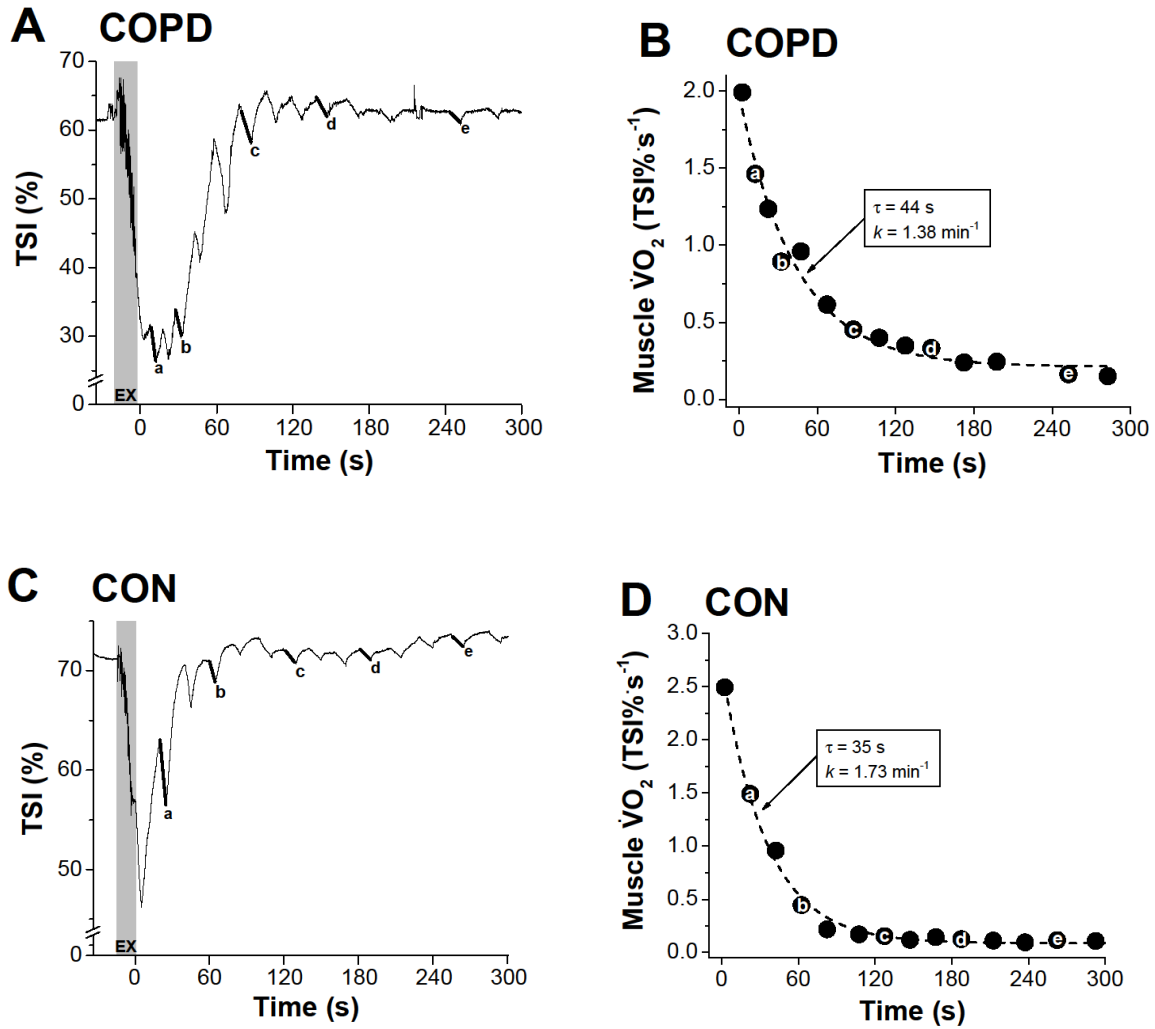 A COPD
70
60
50
40
30
0
TSI (%)
a
b
c
d
e
EX
0 60 120 180 240 300
Time (s)
B COPD
2.0
1.5
1.0
0.5
0.0
Muscle V̇O₂ (TSI%·s⁻¹)
a
b
c
d
e
τ = 44 s
k = 1.38 min⁻¹
0 60 120 180 240 300
Time (s)
C CON
70
60
50
0
TSI (%)
a
b
c
d
e
EX
0 60 120 180 240 300
Time (s)
D CON
3.0
2.5
2.0
1.5
1.0
0.5
0.0
Muscle V̇O₂ (TSI%·s⁻¹)
a
b
c
d
e
τ = 35 s
k = 1.73 min⁻¹
0 60 120 180 240 300
Time (s)